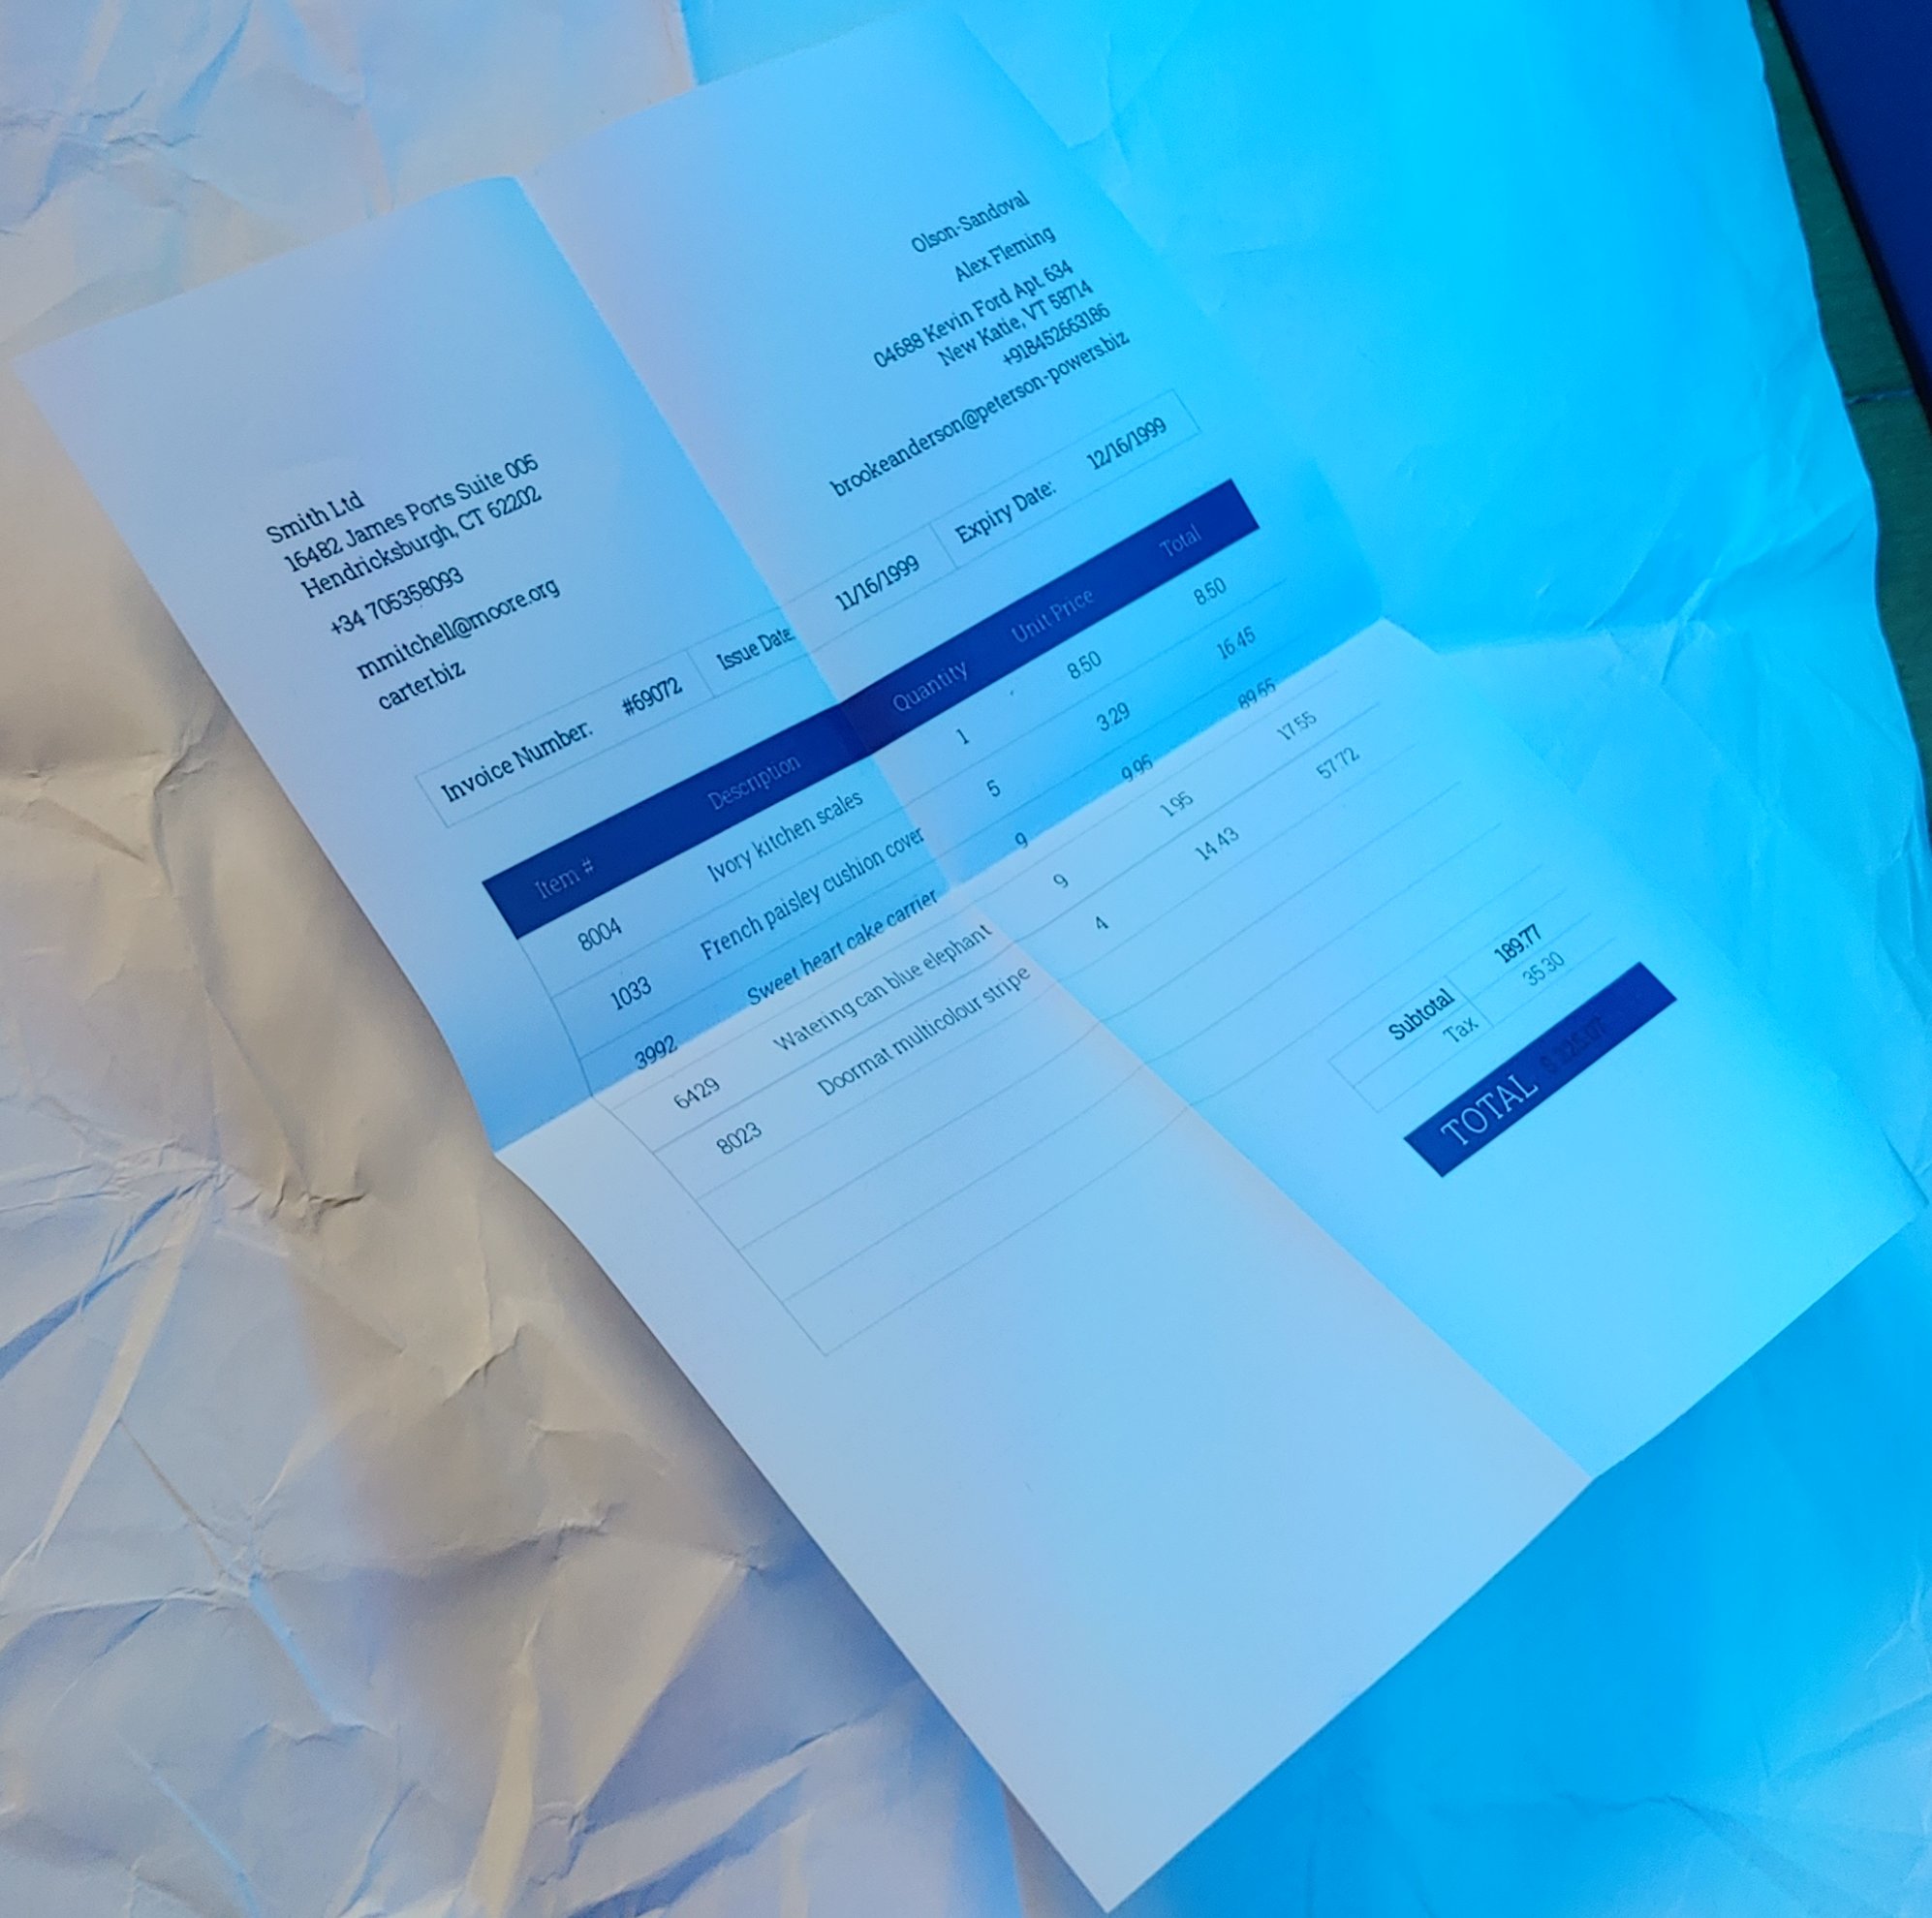 Olson-Sandoval
Alex Fleming
04688 Kevin Ford Apt. 634
New Katie, VT 58714
+918452663186
brookeanderson@peterson-powers.biz
Smith Ltd
16482 James Ports Suite 005
Hendricksburgh, CT 62202
+34 705358093
mmitchell@moore.org
carter.biz
Invoice Number: #69072 Issue Date: 11/16/1999 Expiry Date: 12/16/1999
Item # Description Quantity Unit Price Total
8004 Ivory kitchen scales 1 8.50 8.50
1033 French paisley cushion cover 5 3.29 16.45
3992 Sweet heart cake carrier 9 9.95 89.55
6429 Watering can blue elephant 9 1.95 17.55
8023 Doormat multicolour stripe 4 14.43 57.72
Subtotal 189.77
Tax 35.30
TOTAL $ 225.07